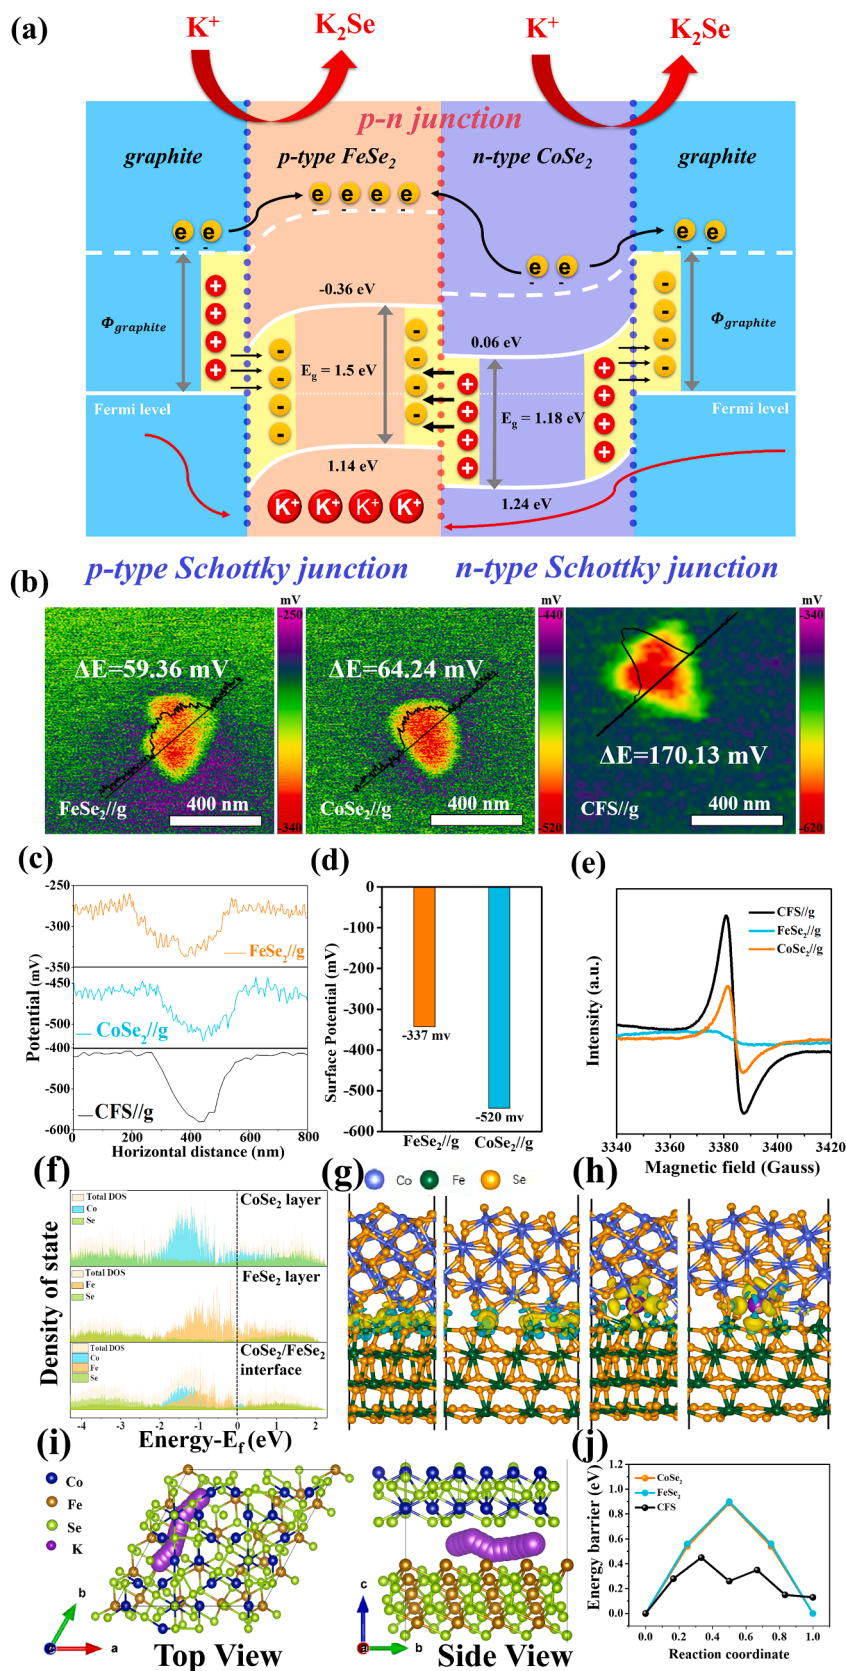 (a)
K+ K2Se K+ K2Se
p-n junction
graphite p-type FeSe2 n-type CoSe2 graphite
e e e e
e e e e
e e
-0.36 eV
Φgraphite Φgraphite
0.06 eV
Eg = 1.5 eV
Eg = 1.18 eV
Fermi level Fermi level
1.14 eV
1.24 eV
K+ K+ K+ K+
p-type Schottky junction n-type Schottky junction
(b)
mV mV mV
-250 -440 -340
ΔE=59.36 mV ΔE=64.24 mV
ΔE=170.13 mV
FeSe2//g 400 nm CoSe2//g 400 nm CFS//g 400 nm
-340 -520 -620
(c)
-250
-300
-350
FeSe2//g
-450
-500
CoSe2//g
-400
-500
-600
CFS//g
Potential (mV)
0 200 400 600 800
Horizontal distance (nm)
(d)
0
-100
-200
-300
-400
-500
-600
Surface Potential (mV)
-337 mv
-520 mv
FeSe2//g CoSe2//g
(e)
CFS//g
FeSe2//g
CoSe2//g
Intensity (a.u.)
3340 3360 3380 3400 3420
Magnetic field (Gauss)
(f)
Total DOS
Co
Se
CoSe2 layer
Total DOS
Fe
Se
FeSe2 layer
Total DOS
Co
Fe
Se
CoSe2/FeSe2
interface
Density of state
-4 -3 -2 -1 0 1 2
Energy-Ef (eV)
(g) Co Fe Se (h)
(i)
Co
Fe
Se
K
b
c
a
Top View
c
a
b
Side View
(j)
1.2
1.0
0.8
0.6
0.4
0.2
0.0
Energy barrier (eV)
CoSe2
FeSe2
CFS
0.0 0.2 0.4 0.6 0.8 1.0
Reaction coordinate